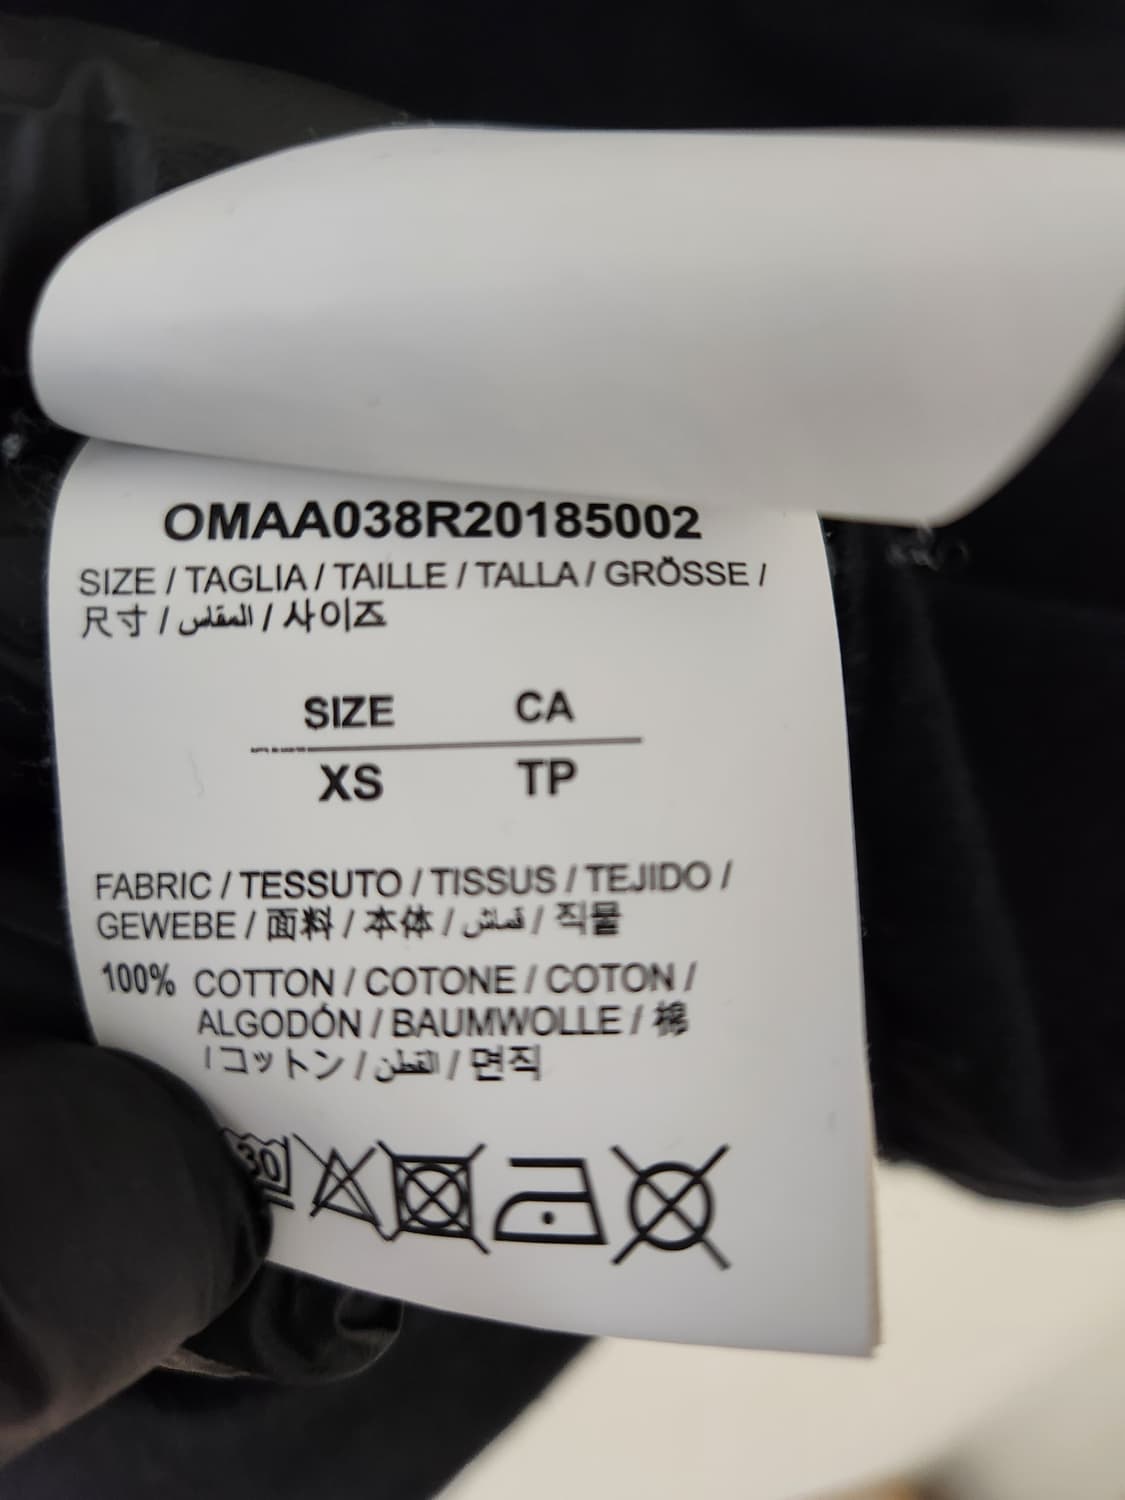 OMAA038R20185002
SIZE / TAGLIA / TAILLE / TALLA / GRÖSSE /
尺寸 / المقاس / 사이즈
SIZE CA
XS TP
FABRIC / TESSUTO / TISSUS / TEJIDO /
GEWEBE / 面料 / 本体 / قماش / 직물
100% COTTON / COTONE / COTON /
ALGODÓN / BAUMWOLLE / 棉
/ コットン / القطن / 면직
30